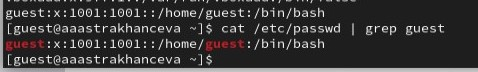 guest:x:1001:1001::/home/guest:/bin/bash
[guest@aaastrakhanceva ~]$ cat /etc/passwd | grep guest
guest:x:1001:1001::/home/guest:/bin/bash
[guest@aaastrakhanceva ~]$